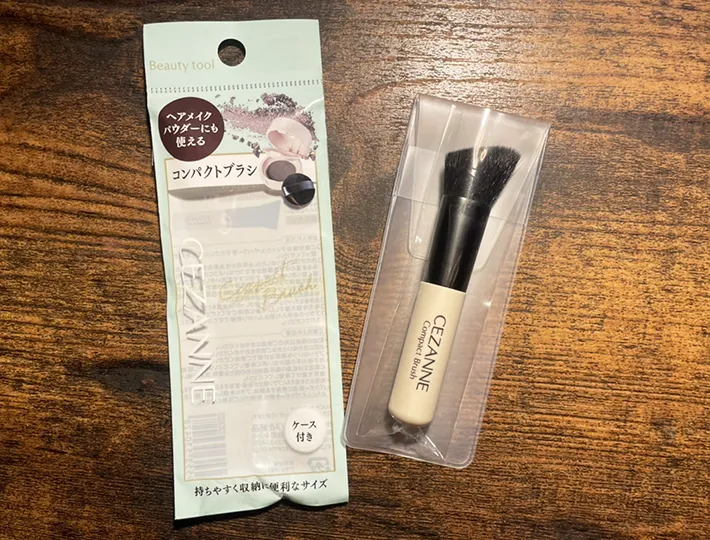 Beauty tool
ヘアメイク
パウダーにも
使える
コンパクトブラシ
CEZANNE
Compact
Brush
ケース
付き
持ちやすく収納に便利なサイズ
CEZANNE
Compact Brush